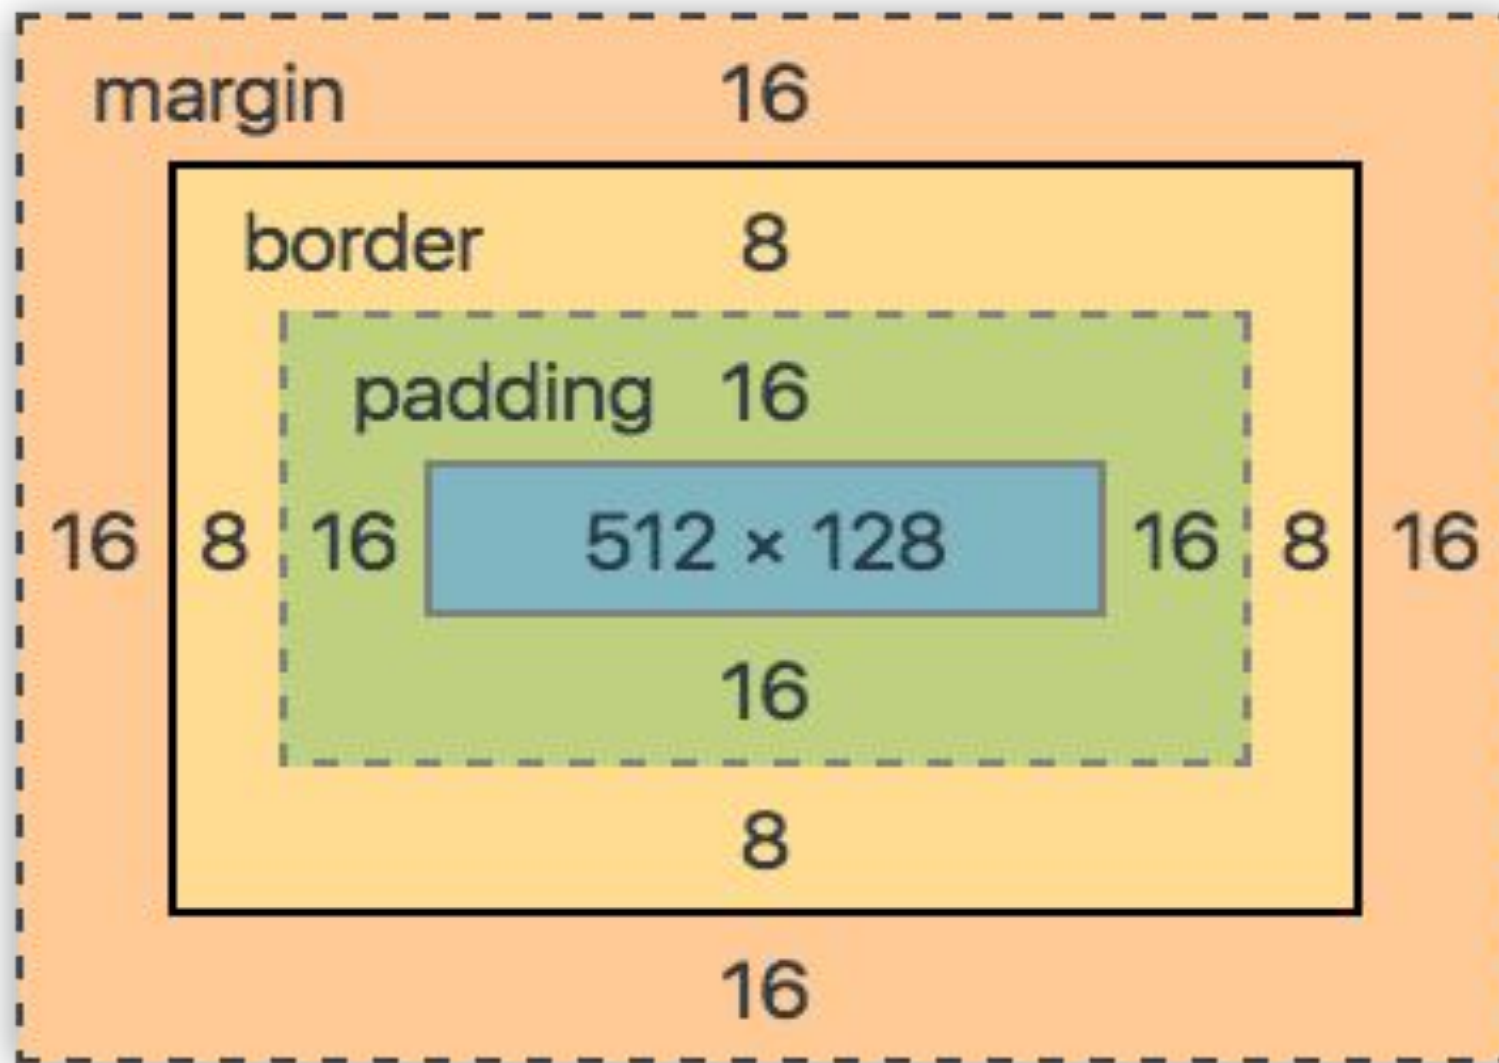 margin 16
border 8
padding 16
16 8 16 512 × 128 16 8 16
16
8
16